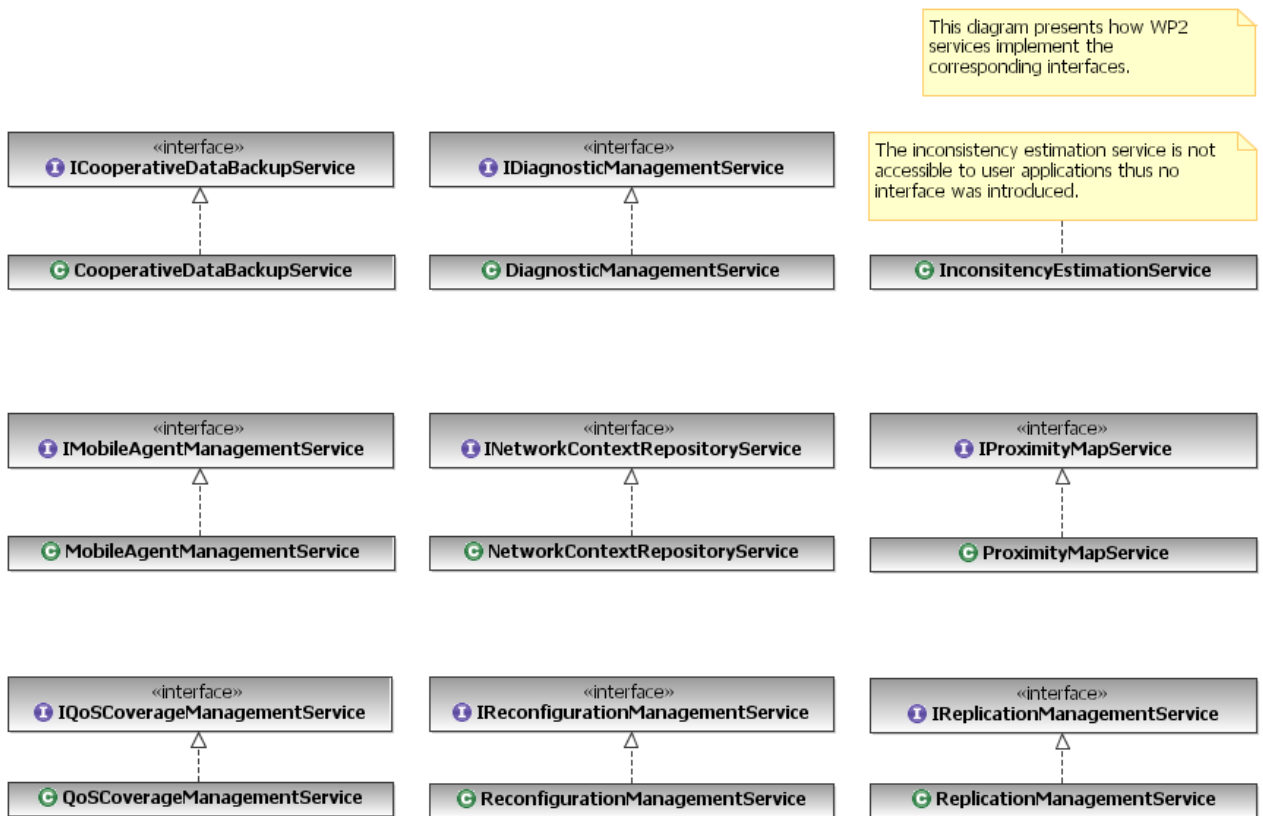 This diagram presents how WP2
services implement the
corresponding interfaces.
«interface»
ICooperativeDataBackupService
«interface»
IDiagnosticManagementService
The inconsistency estimation service is not
accessible to user applications thus no
interface was introduced.
CooperativeDataBackupService
DiagnosticManagementService
InconsitencyEstimationService
«interface»
IMobileAgentManagementService
«interface»
INetworkContextRepositoryService
«interface»
IProximityMapService
MobileAgentManagementService
NetworkContextRepositoryService
ProximityMapService
«interface»
IQoSCoverageManagementService
«interface»
IReconfigurationManagementService
«interface»
IReplicationManagementService
QoSCoverageManagementService
ReconfigurationManagementService
ReplicationManagementService